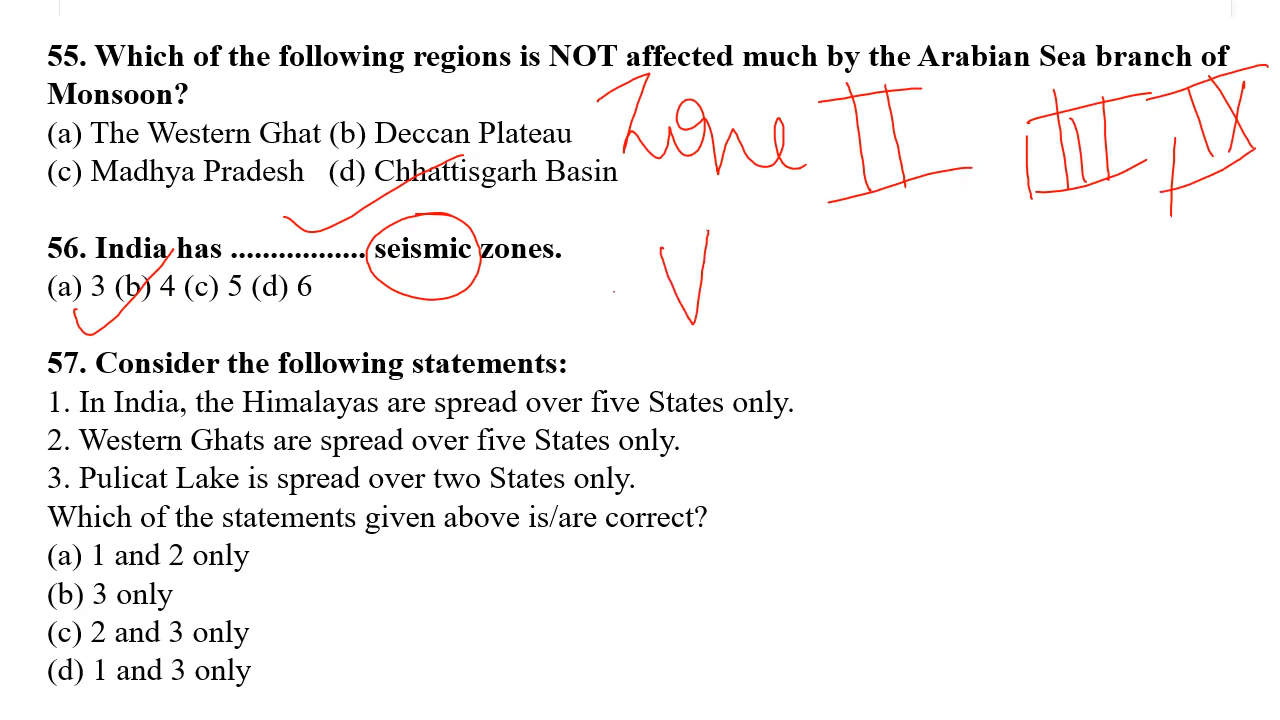 55. Which of the following regions is NOT affected much by the Arabian Sea branch of
Monsoon?
(a) The Western Ghat (b) Deccan Plateau
(c) Madhya Pradesh (d) Chhattisgarh Basin
Zone II III, IV
56. India has .................. seismic zones.
V
(a) 3 (b) 4 (c) 5 (d) 6
57. Consider the following statements:
1. In India, the Himalayas are spread over five States only.
2. Western Ghats are spread over five States only.
3. Pulicat Lake is spread over two States only.
Which of the statements given above is/are correct?
(a) 1 and 2 only
(b) 3 only
(c) 2 and 3 only
(d) 1 and 3 only